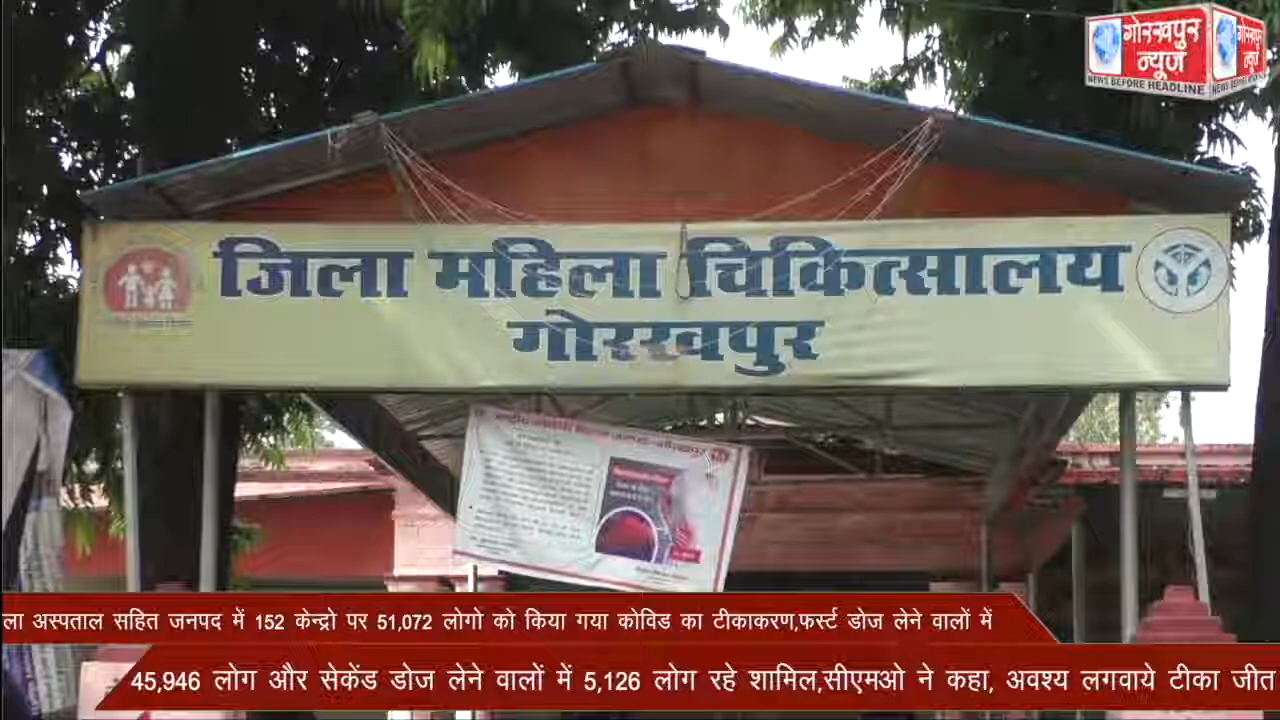 गोरखपुर
न्यूज
NEWS BEFORE HEADLINE
गोरखपुर
न्यूज
जिला महिला चिकित्सालय
गोरखपुर
ला अस्पताल सहित जनपद में 152 केन्द्रो पर 51,072 लोगो को किया गया कोविड का टीकाकरण,फर्स्ट डोज लेने वालों में
45,946 लोग और सेकेंड डोज लेने वालों में 5,126 लोग रहे शामिल,सीएमओ ने कहा, अवश्य लगवाये टीका जीत